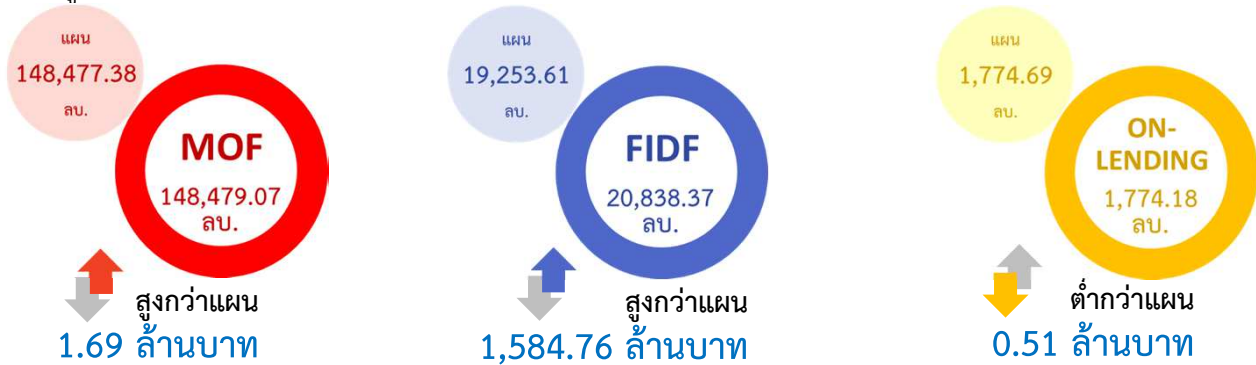 แผน
148,477.38
ลบ.
MOF
148,479.07
ลบ.
สูงกว่าแผน
1.69 ล้านบาท
แผน
19,253.61
ลบ.
FIDF
20,838.37
ลบ.
สูงกว่าแผน
1,584.76 ล้านบาท
แผน
1,774.69
ลบ.
ON-
LENDING
1,774.18
ลบ.
ต่ำกว่าแผน
0.51 ล้านบาท